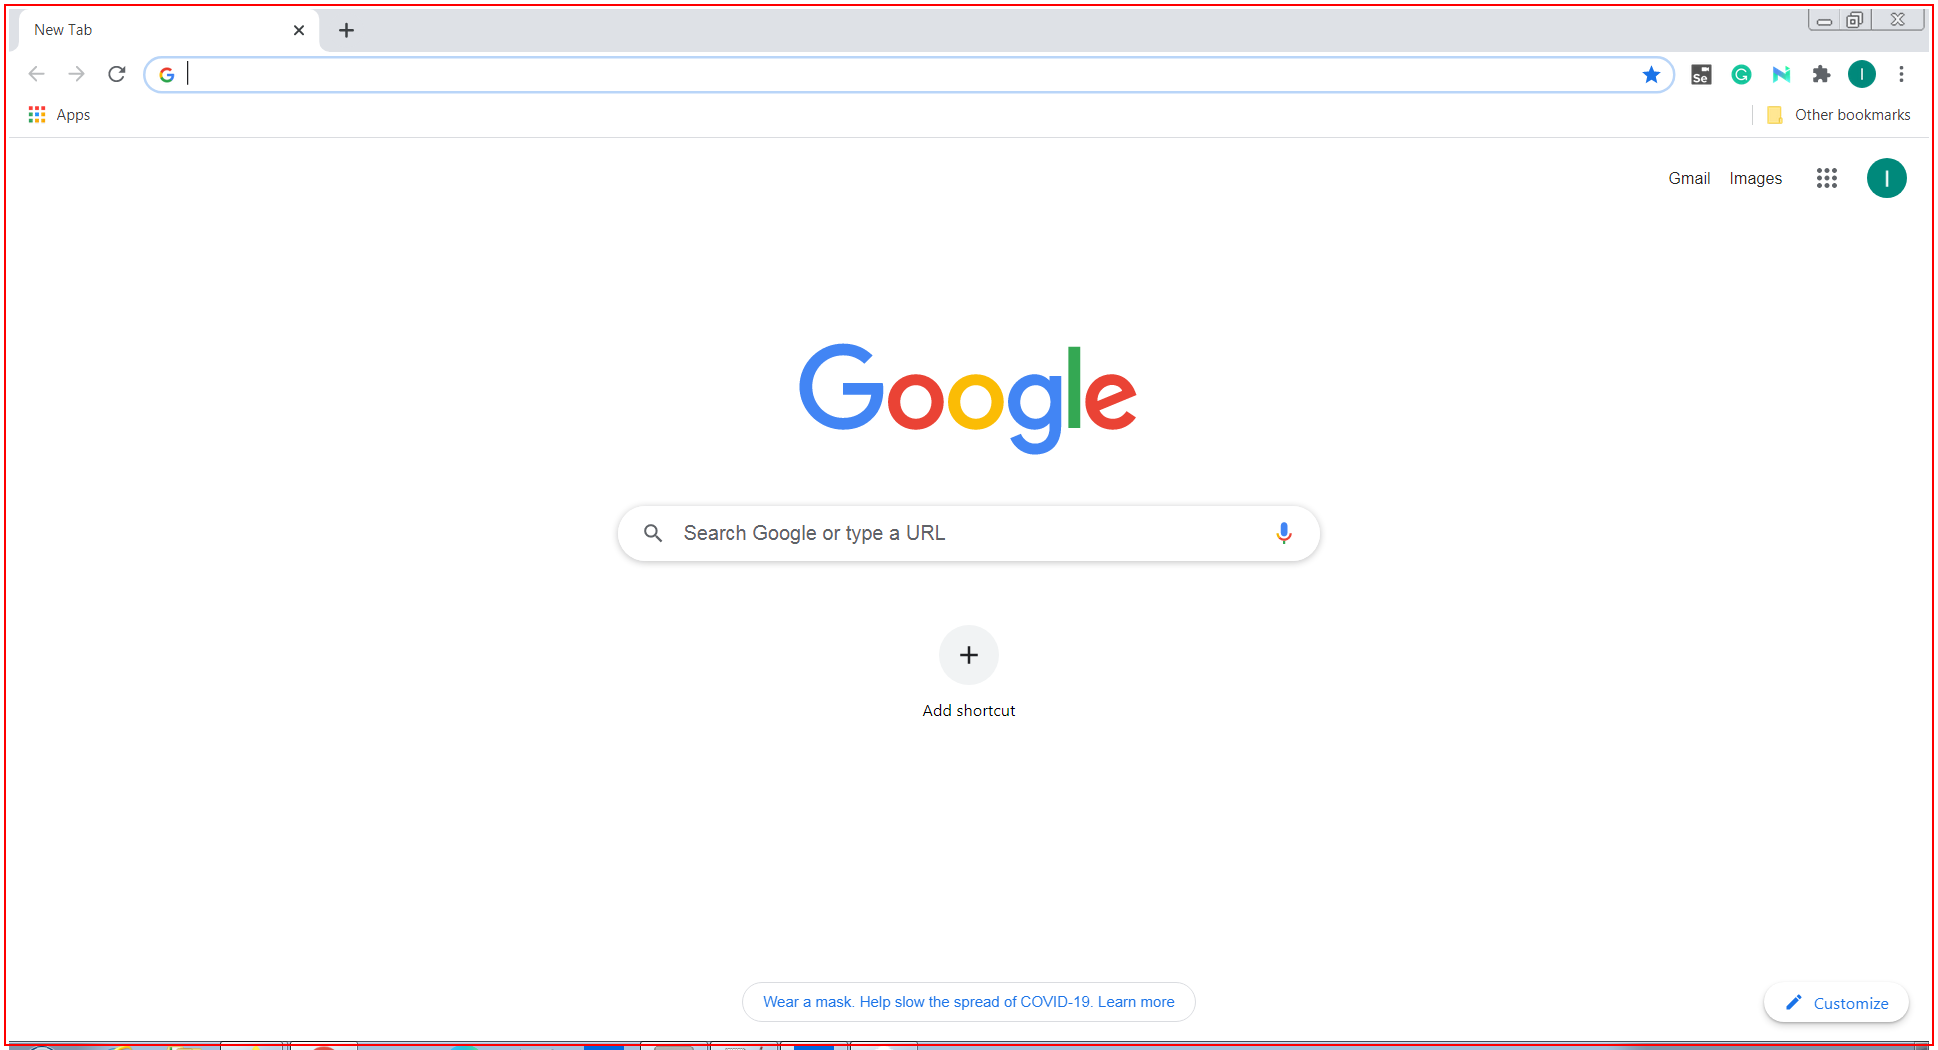 New Tab
Se
I
Apps
Other bookmarks
Gmail Images I
Google
Search Google or type a URL
Add shortcut
Wear a mask. Help slow the spread of COVID-19. Learn more
Customize